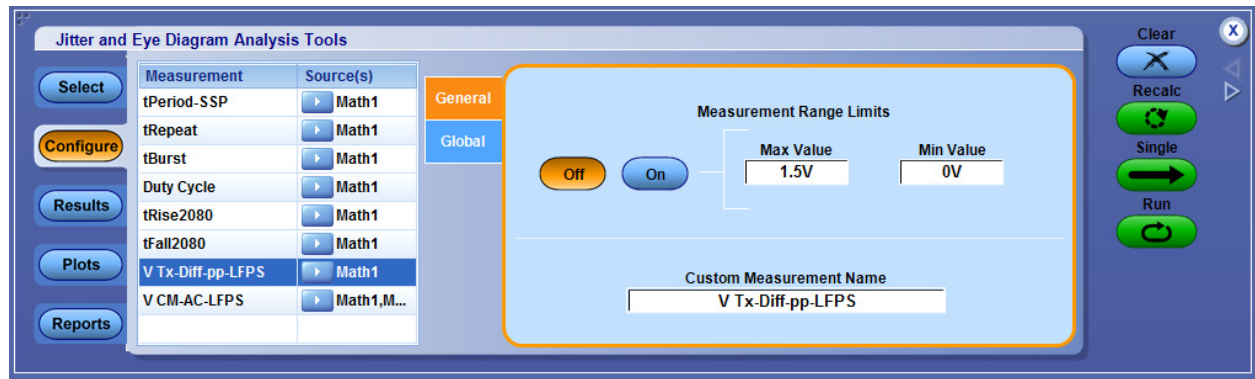 Jitter and Eye Diagram Analysis Tools
Select
Configure
Results
Plots
Reports
Measurement Source(s)
tPeriod-SSP Math1
tRepeat Math1
tBurst Math1
Duty Cycle Math1
tRise2080 Math1
tFall2080 Math1
V Tx-Diff-pp-LFPS Math1
V CM-AC-LFPS Math1,M...
General
Global
Measurement Range Limits
Off On
Max Value Min Value
1.5V 0V
Custom Measurement Name
V Tx-Diff-pp-LFPS
Clear
X
Recalc
Single
Run